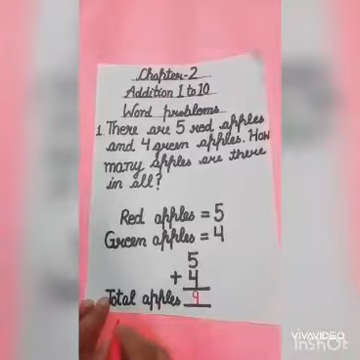 Chapter-2
Addition 1 to 10
Word problems
1. There are 5 red apples
and 4 green apples. How
many apples are there
in all?
Red apples = 5
Green apples = 4
5
+ 4
Total apples 9
VIVAVIDEO
InShOt